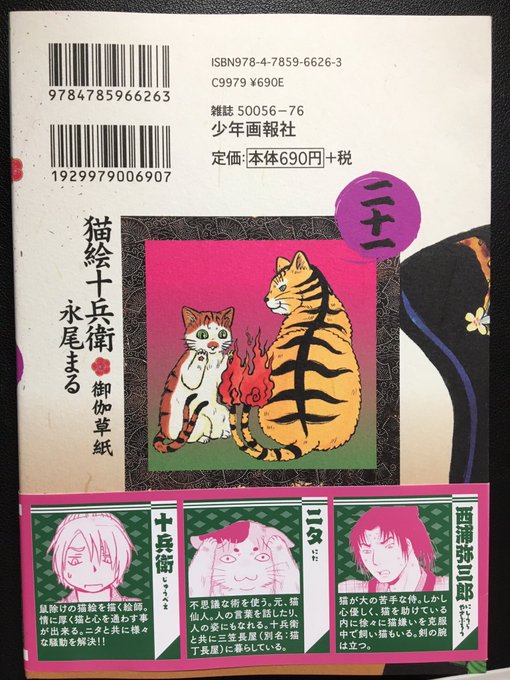 ISBN978-4-7859-6626-3
C9979 ¥690E
雑誌 50056-76
少年画報社
定価:本体690円+税
9784785966263
1929979006907
二十一
猫絵十兵衛
御伽草紙
永尾まる
西浦弥三郎
にしうらやさぶろう
猫が大の苦手な侍。しかし
心優しく、猫を助けている
内に徐々に猫嫌いを克服
中で飼い猫もいる。剣の腕
は立つ。
ニタ
にた
不思議な術を使う。元、猫
仙人。人の言葉を話したり、
人の姿にもなれる。十兵衛
と共に三笠長屋(別名:猫
丁長屋)に暮らしている。
十兵衛
じゅうべえ
鼠除けの猫絵を描く絵師。
情に厚く猫と心を通わす事
が出来る。ニタと共に様々
な騒動を解決!!